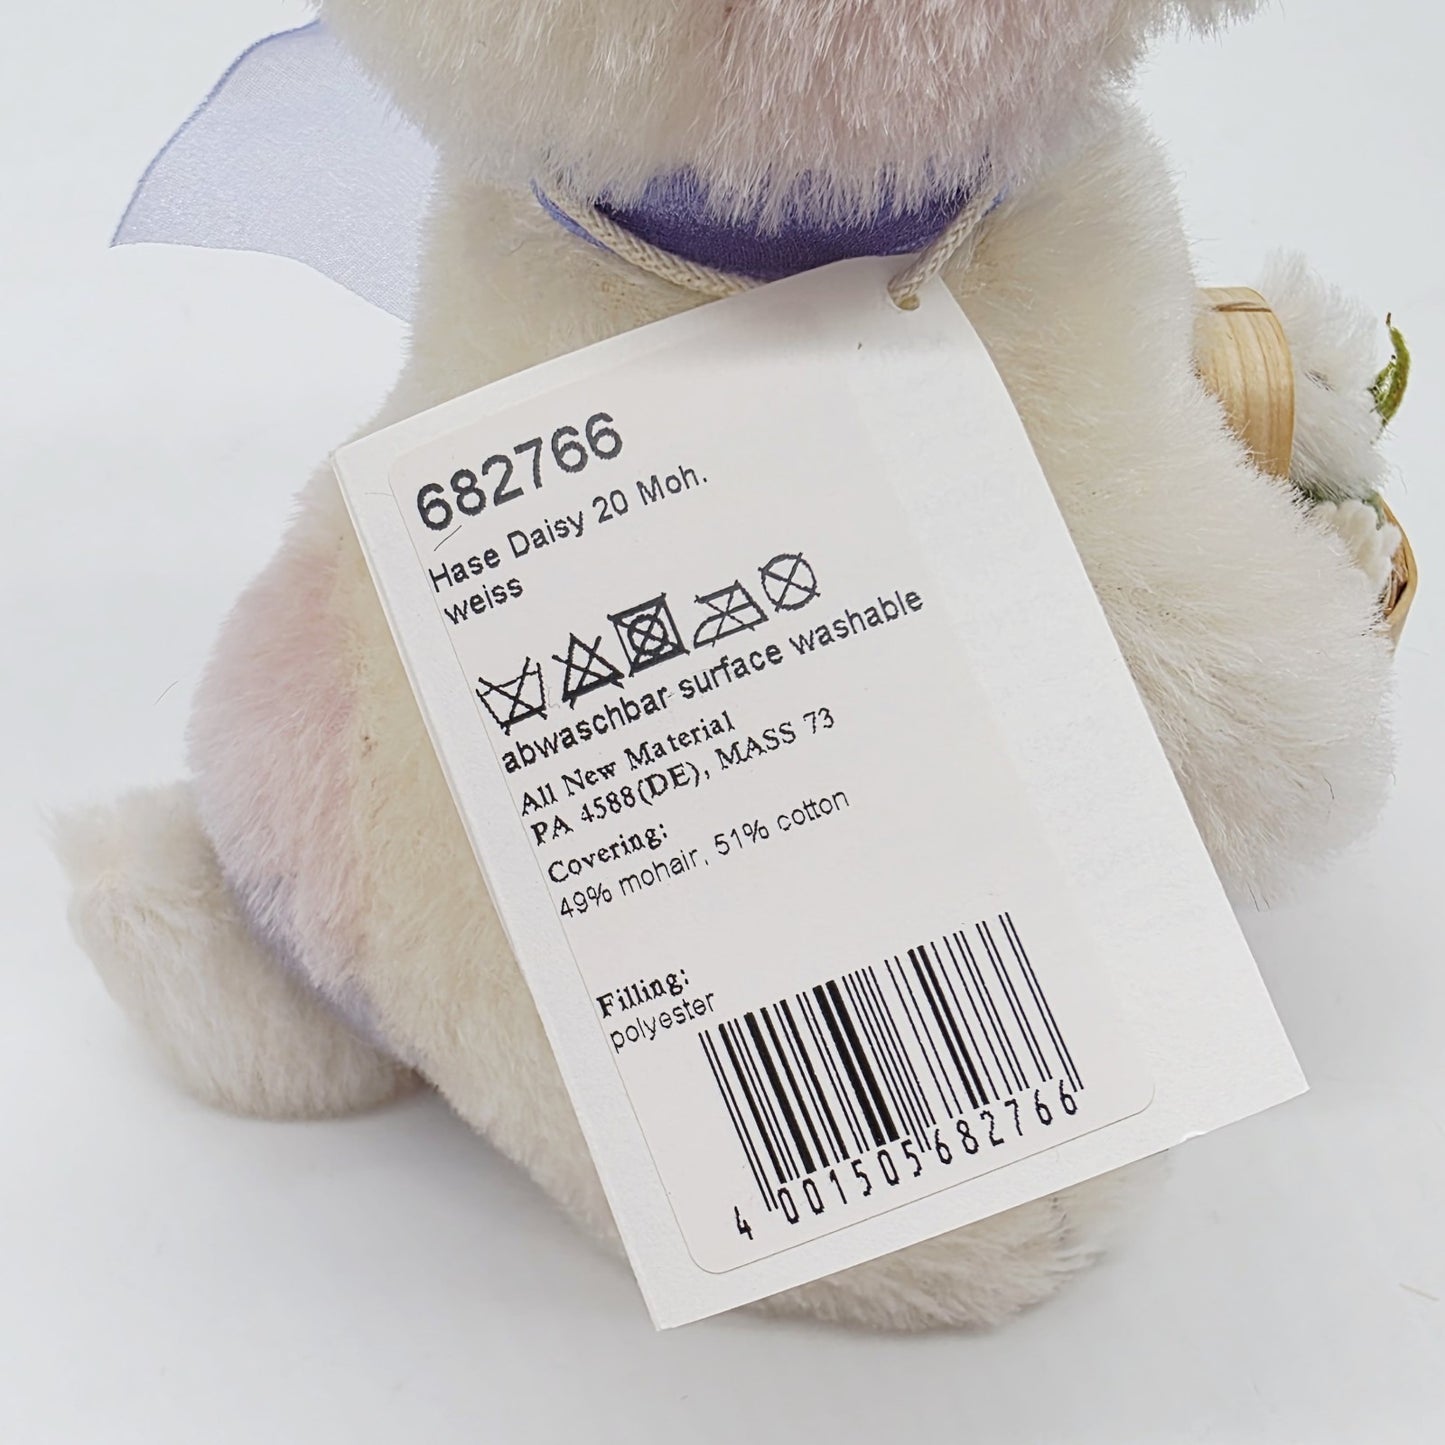 682766
Hase Daisy 20 Moh.
weiss
abwaschbar-surface washable
All New Material
PA 4588(DE), MASS 73
Covering:
49% mohair, 51% cotton
Filling:
polyester
4 001505 682766